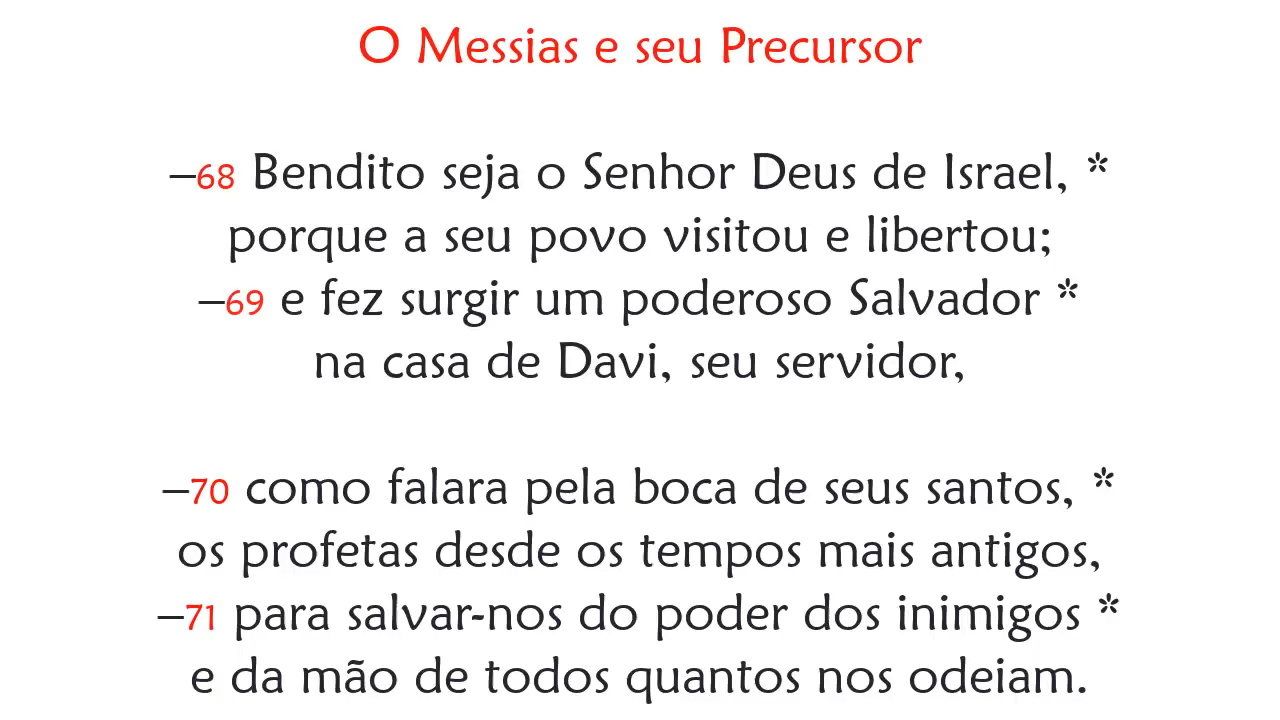 O Messias e seu Precursor
–68 Bendito seja o Senhor Deus de Israel, *
porque a seu povo visitou e libertou;
–69 e fez surgir um poderoso Salvador *
na casa de Davi, seu servidor,
–70 como falara pela boca de seus santos, *
os profetas desde os tempos mais antigos,
–71 para salvar-nos do poder dos inimigos *
e da mão de todos quantos nos odeiam.